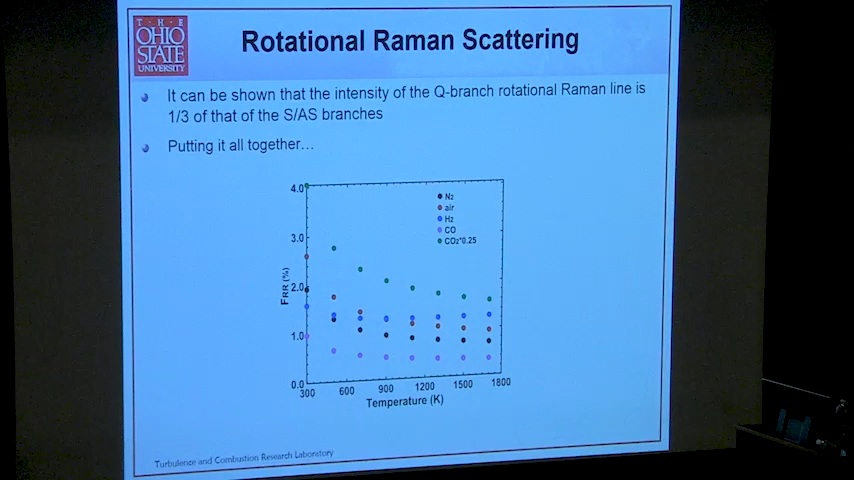 T · H · E
OHIO
STATE
UNIVERSITY
Rotational Raman Scattering
It can be shown that the intensity of the Q-branch rotational Raman line is
1/3 of that of the S/AS branches
Putting it all together…
4.0
3.0
2.0
1.0
0.0
FRR (%)
N2
air
H2
CO
CO2*0.25
300
600
900
1200
1500
1800
Temperature (K)
Turbulence and Combustion Research Laboratory